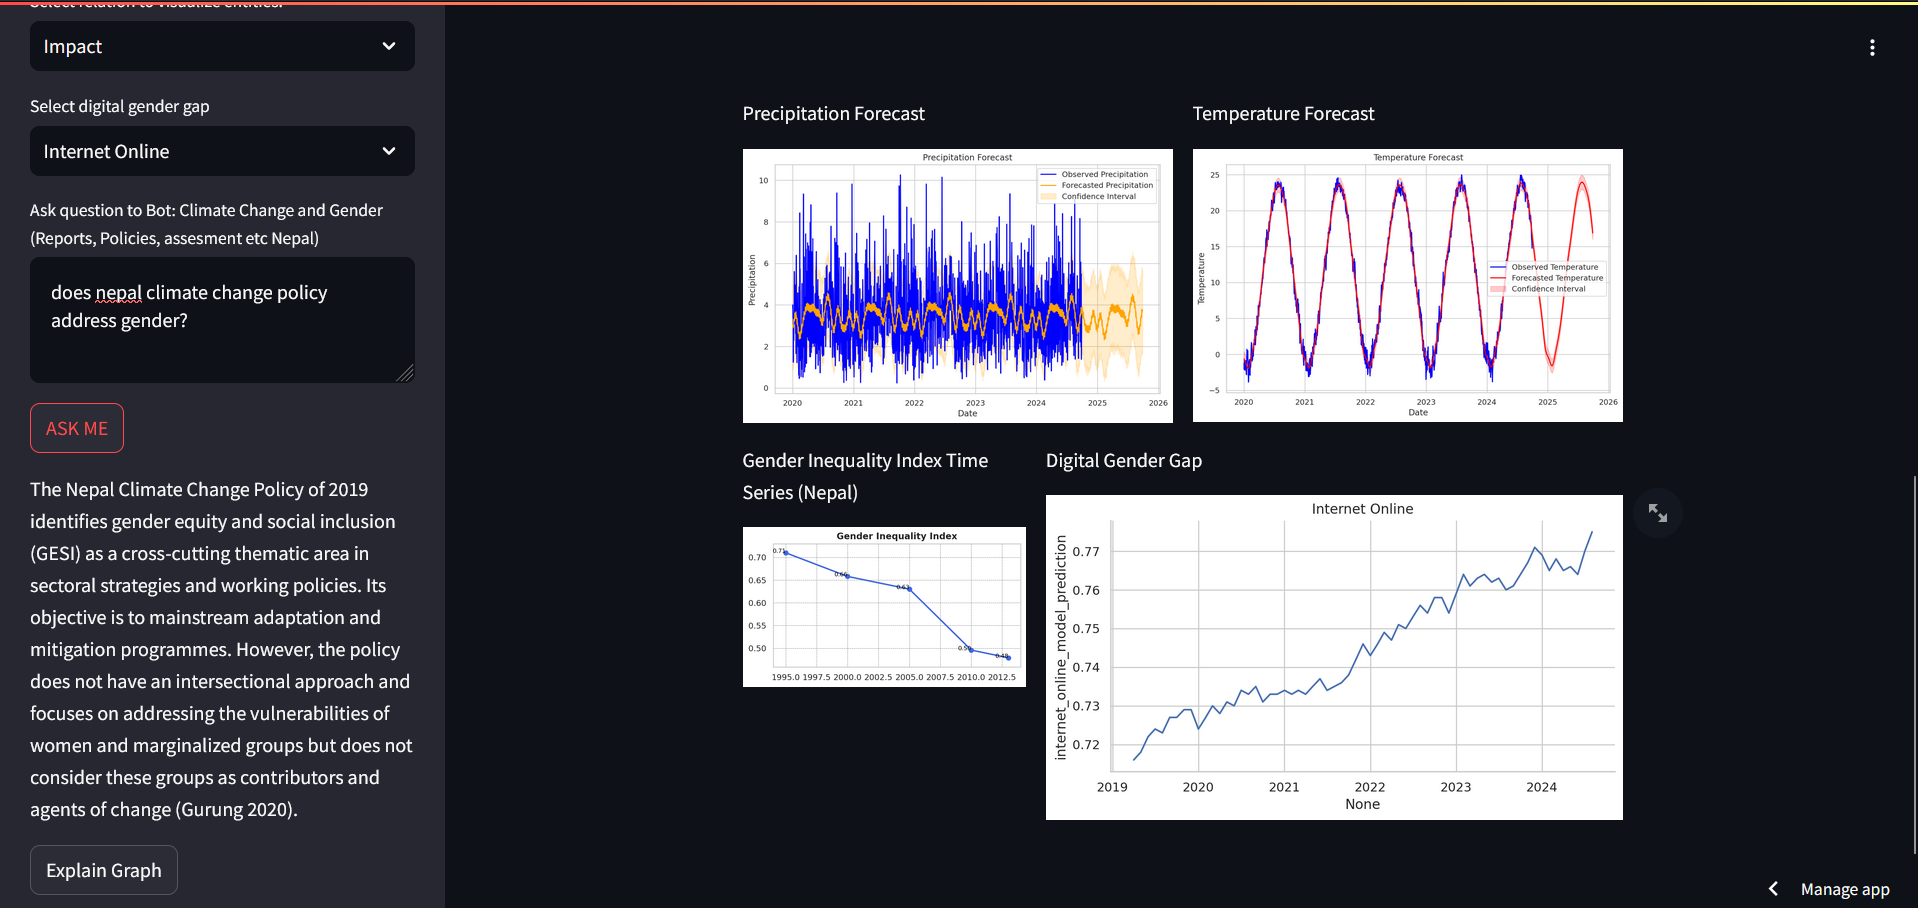 Select relation to visualize entities:
Impact
Select digital gender gap
Internet Online
Ask question to Bot: Climate Change and Gender
(Reports, Policies, assesment etc Nepal)
does nepal climate change policy
address gender?
ASK ME
The Nepal Climate Change Policy of 2019
identifies gender equity and social inclusion
(GESI) as a cross-cutting thematic area in
sectoral strategies and working policies. Its
objective is to mainstream adaptation and
mitigation programmes. However, the policy
does not have an intersectional approach and
focuses on addressing the vulnerabilities of
women and marginalized groups but does not
consider these groups as contributors and
agents of change (Gurung 2020).
Explain Graph
Precipitation Forecast
Precipitation Forecast
Observed Precipitation
Forecasted Precipitation
Confidence Interval
Precipitation
10
8
6
4
2
0
2020 2021 2022 2023 2024 2025 2026
Date
Temperature Forecast
Temperature Forecast
Observed Temperature
Forecasted Temperature
Confidence Interval
Temperature
25
20
15
10
5
0
−5
2020 2021 2022 2023 2024 2025 2026
Date
Gender Inequality Index Time
Series (Nepal)
Gender Inequality Index
0.70
0.65
0.60
0.55
0.50
0.71
0.66
0.63
0.48
1995.0 1997.5 2000.0 2002.5 2005.0 2007.5 2010.0 2012.5
Digital Gender Gap
Internet Online
internet_online_model_prediction
0.77
0.76
0.75
0.74
0.73
0.72
2019 2020 2021 2022 2023 2024
None
Manage app